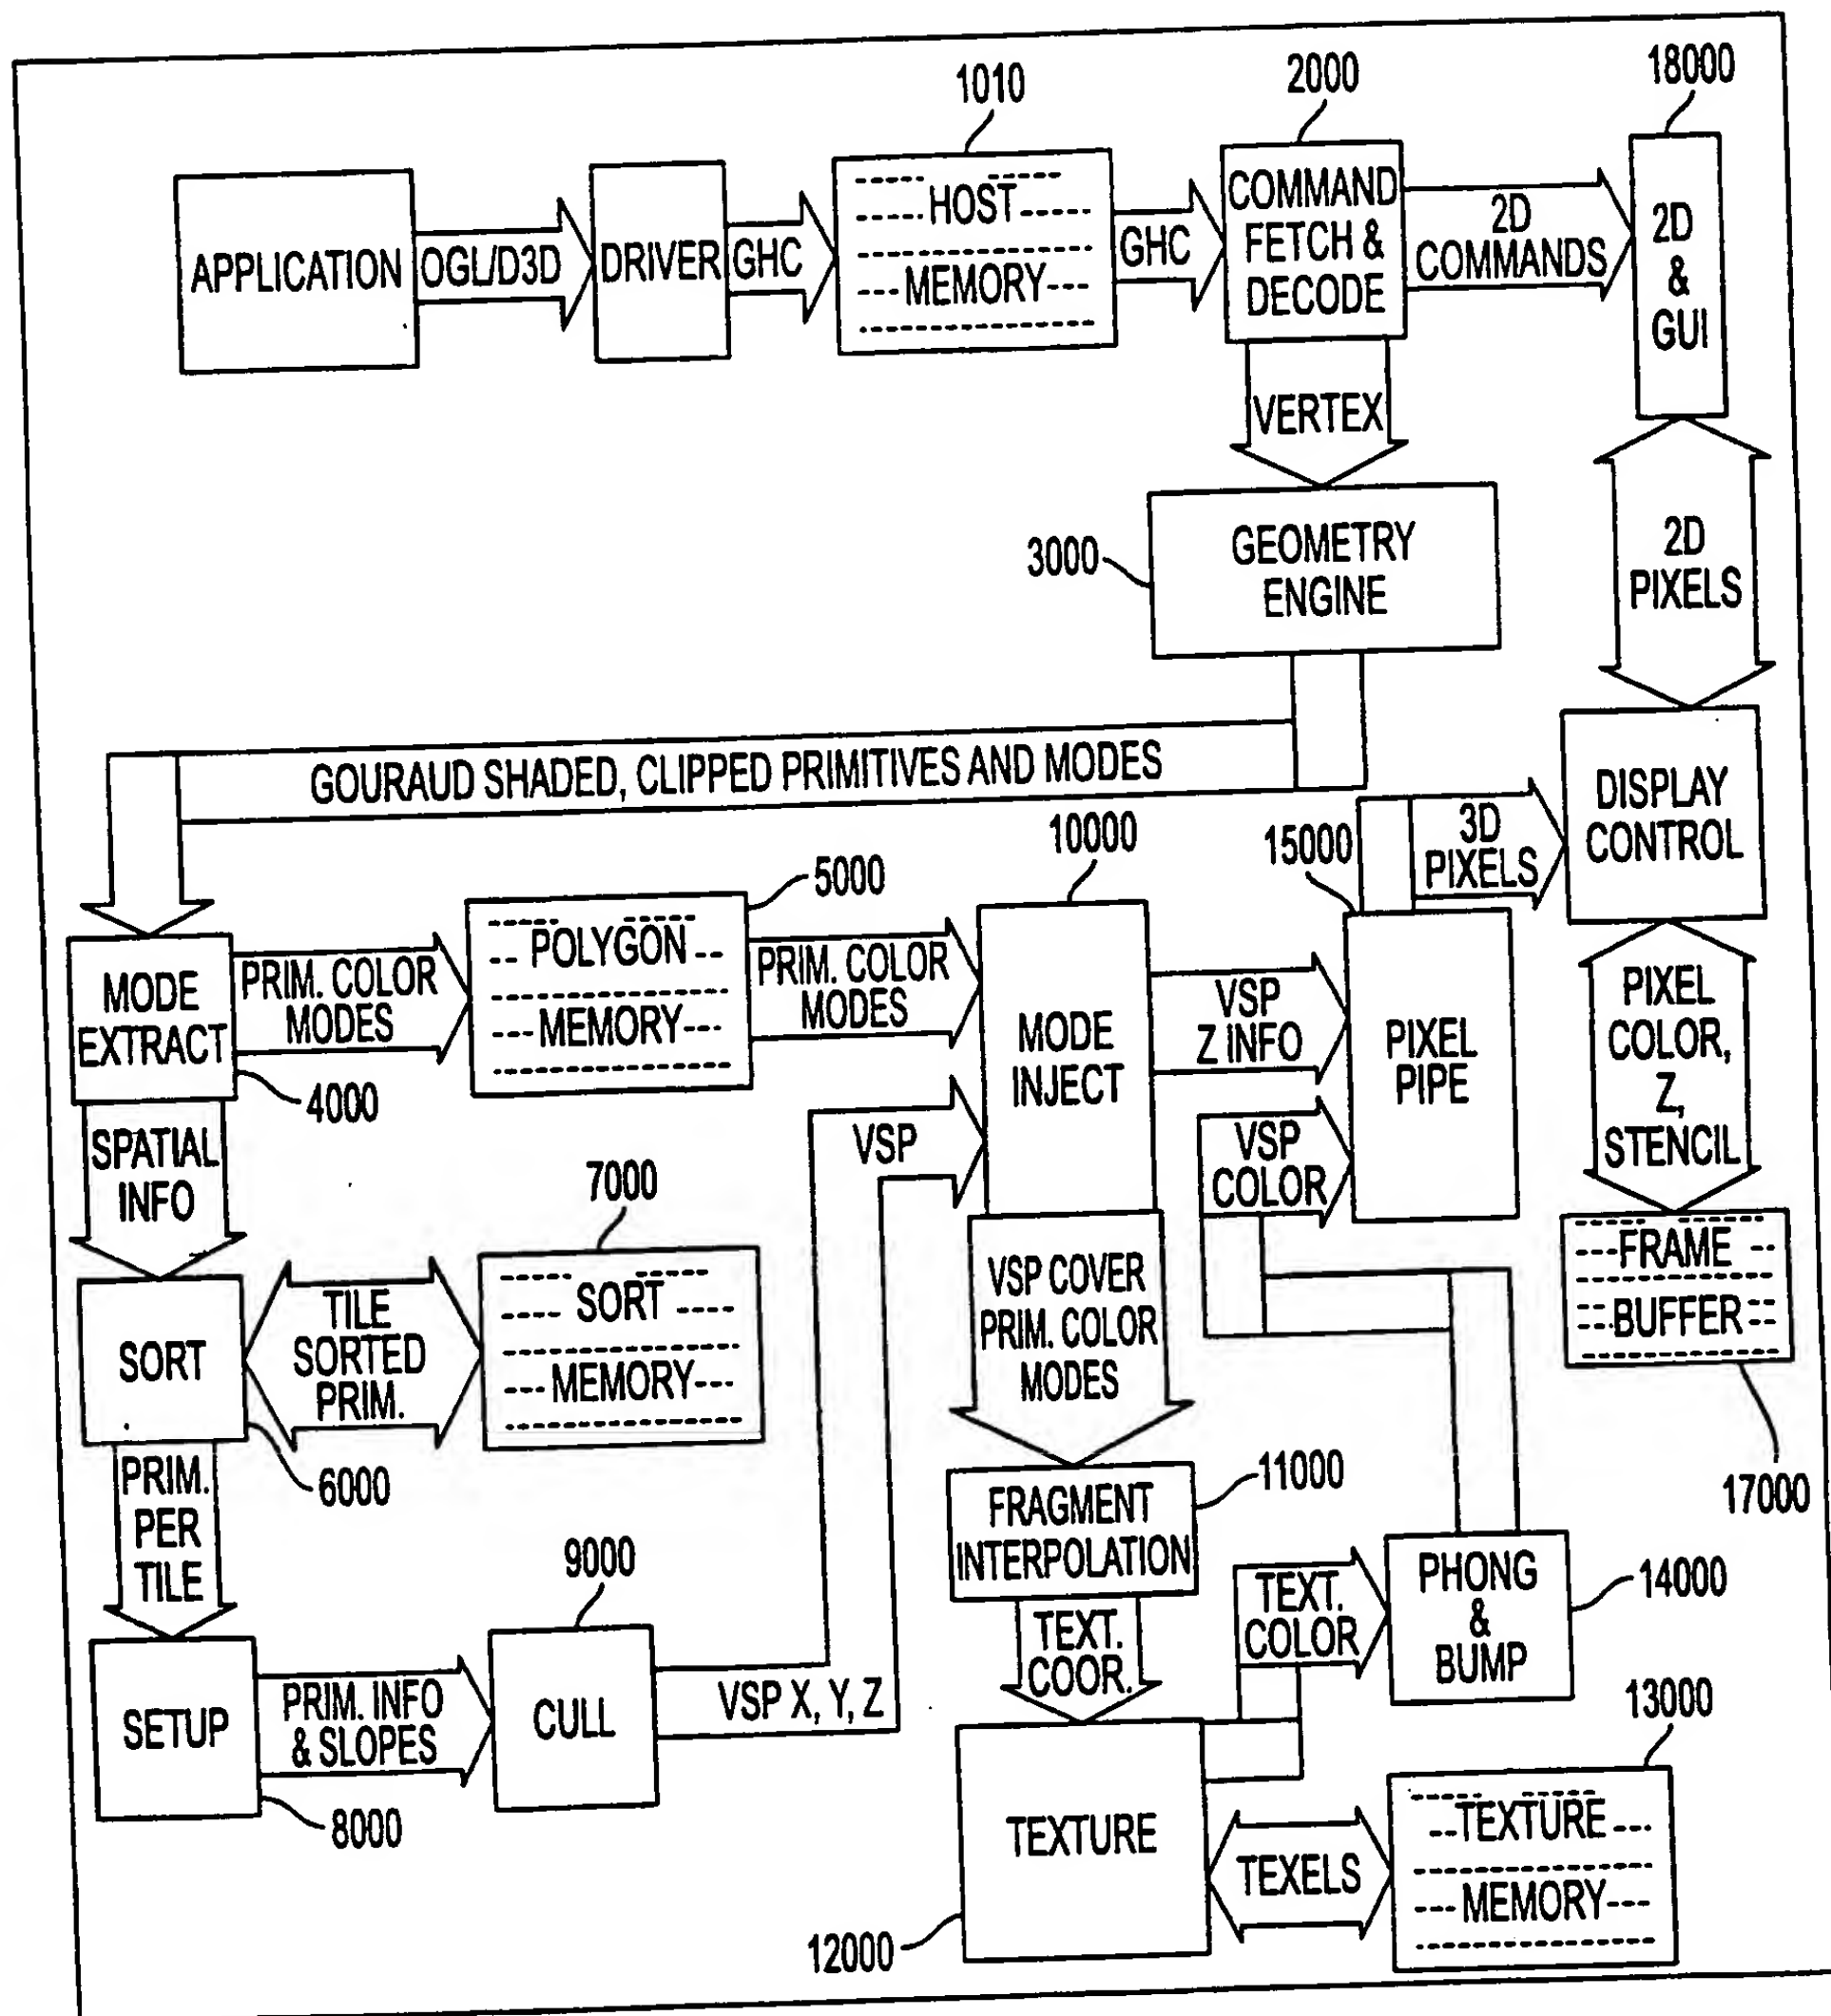 1010
2000
18000
APPLICATION
OGL/D3D
DRIVER
GHC
HOST
MEMORY
GHC
COMMAND
FETCH &
DECODE
2D
COMMANDS
2D
&
GUI
VERTEX
3000
GEOMETRY
ENGINE
2D
PIXELS
GOURAUD SHADED, CLIPPED PRIMITIVES AND MODES
DISPLAY
CONTROL
3D
PIXELS
15000
10000
5000
MODE
EXTRACT
4000
PRIM. COLOR
MODES
POLYGON
MEMORY
PRIM. COLOR
MODES
MODE
INJECT
VSP
Z INFO
PIXEL
PIPE
PIXEL
COLOR,
Z,
STENCIL
SPATIAL
INFO
VSP
VSP
COLOR
7000
SORT
6000
TILE
SORTED
PRIM.
SORT
MEMORY
VSP COVER
PRIM. COLOR
MODES
FRAME
BUFFER
17000
PRIM.
PER
TILE
FRAGMENT
INTERPOLATION
11000
9000
TEXT.
COOR.
TEXT.
COLOR
PHONG
&
BUMP
14000
SETUP
8000
PRIM. INFO
& SLOPES
CULL
VSP X, Y, Z
13000
TEXTURE
12000
TEXELS
TEXTURE
MEMORY